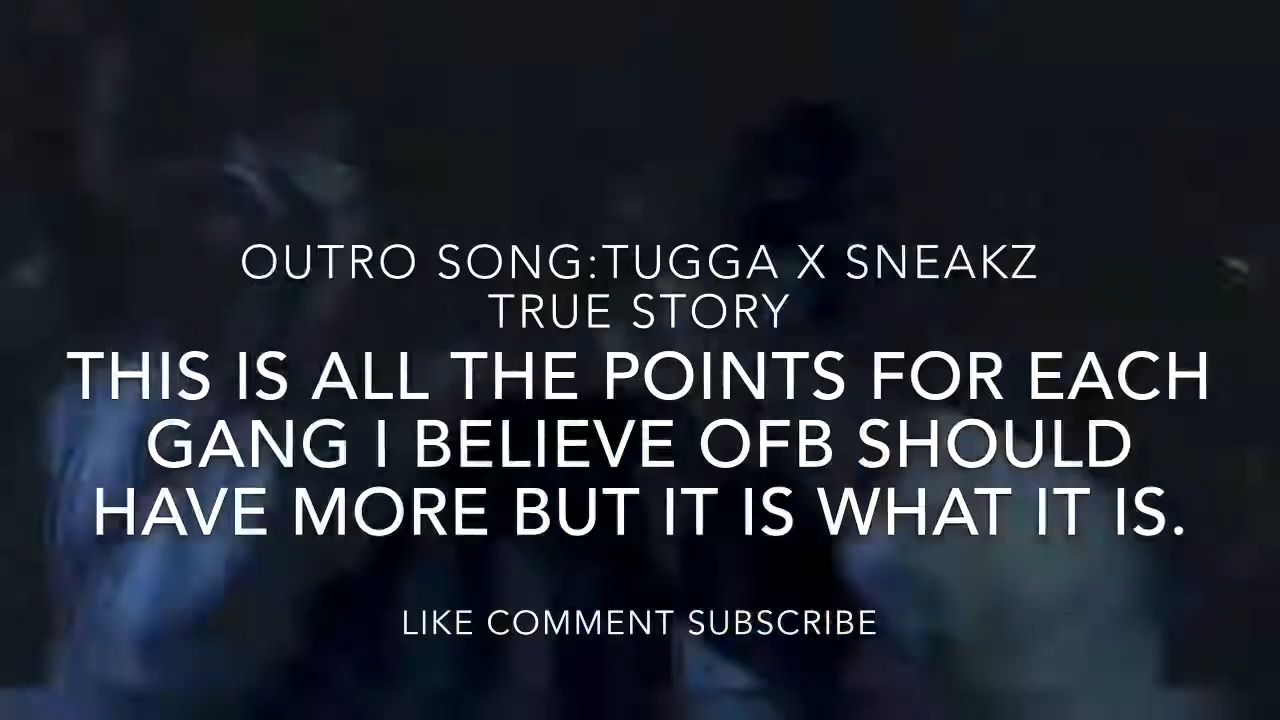 OUTRO SONG:TUGGA X SNEAKZ
TRUE STORY
THIS IS ALL THE POINTS FOR EACH
GANG I BELIEVE OFB SHOULD
HAVE MORE BUT IT IS WHAT IT IS.
LIKE COMMENT SUBSCRIBE